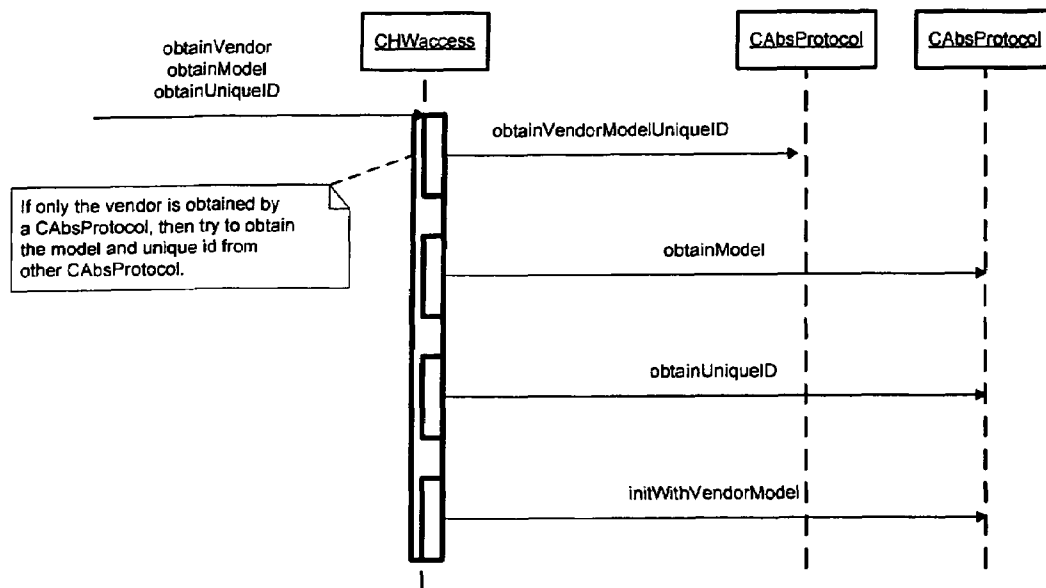 obtainVendor
obtainModel
obtainUniqueID
CHWaccess
CAbsProtocol
CAbsProtocol
obtainVendorModelUniqueID
If only the vendor is obtained by
a CAbsProtocol, then try to obtain
the model and unique id from
other CAbsProtocol.
obtainModel
obtainUniqueID
initWithVendorModel